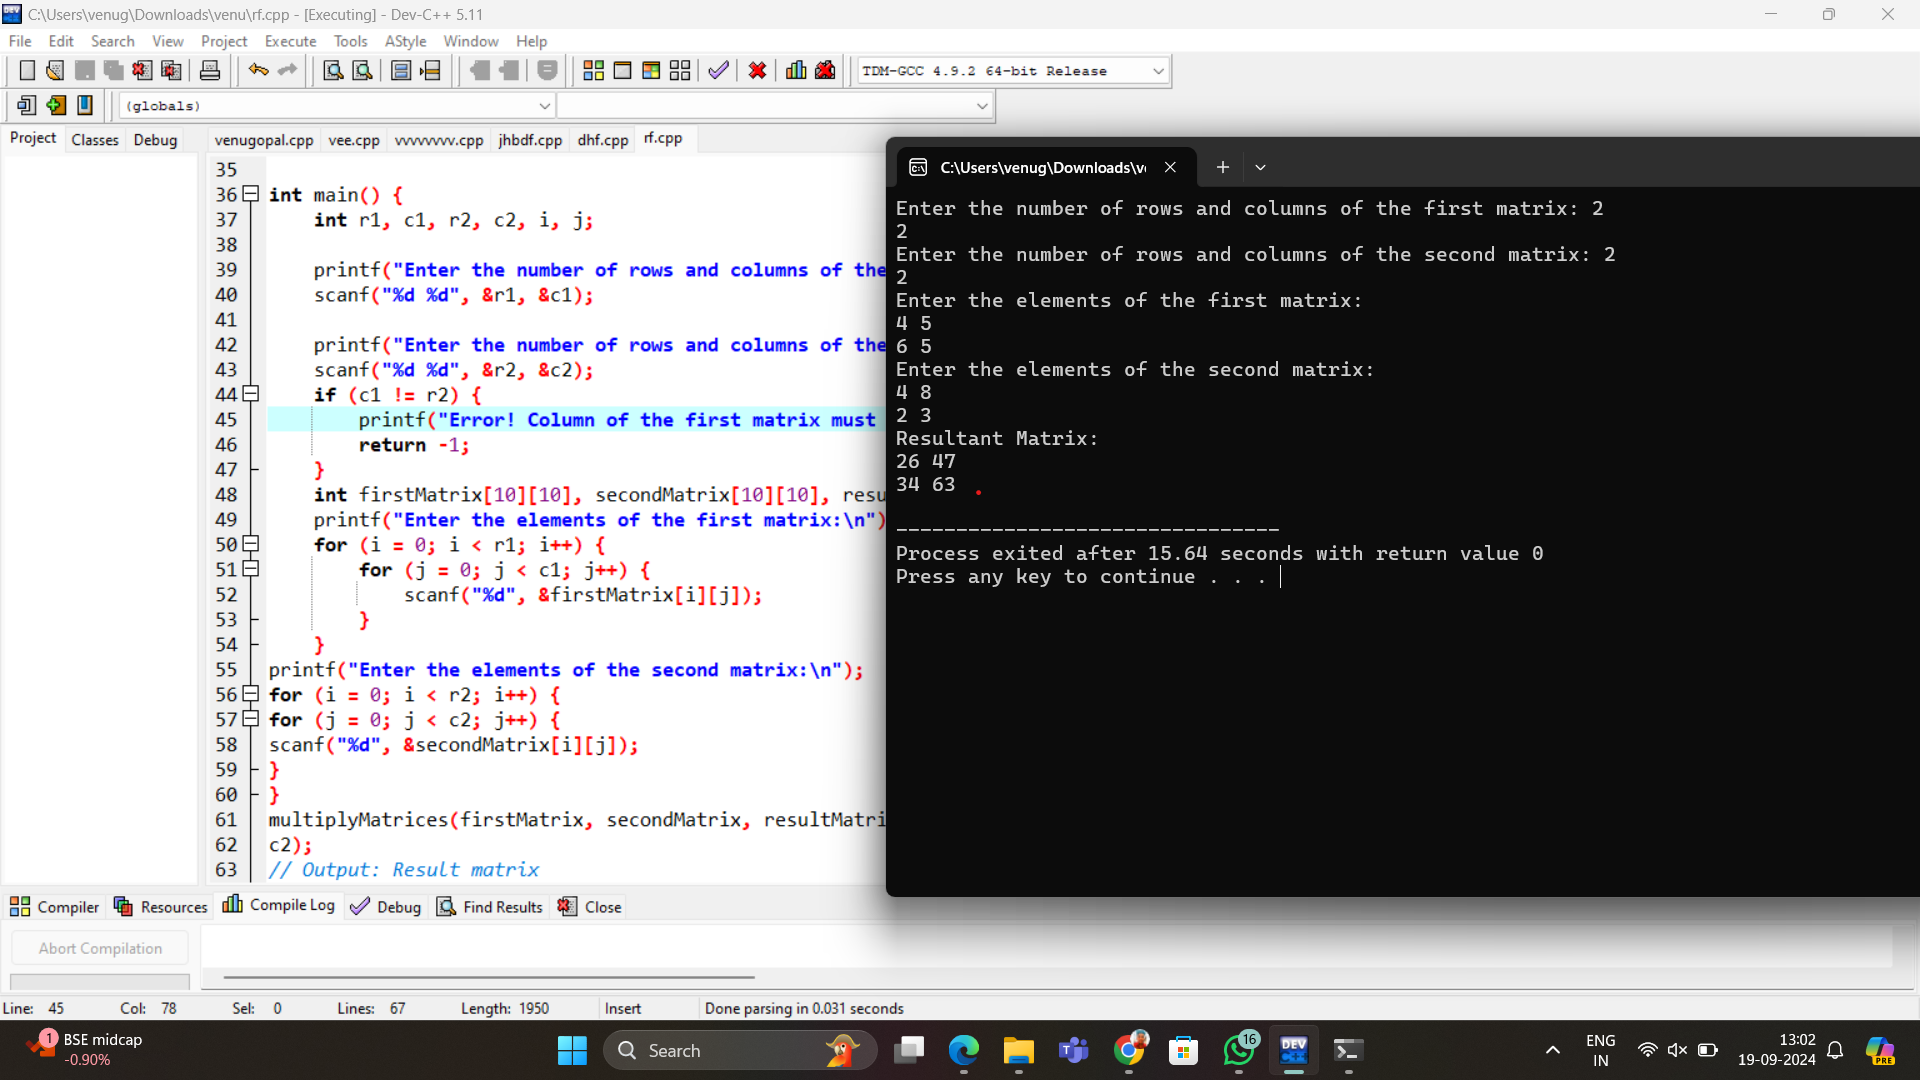 C:\Users\venug\Downloads\venu\rf.cpp - [Executing] - Dev-C++ 5.11
File Edit Search View Project Execute Tools AStyle Window Help
TDM-GCC 4.9.2 64-bit Release
(globals)
Project Classes Debug
venugopal.cpp vee.cpp vvvvvvvv.cpp jhbdf.cpp dhf.cpp rf.cpp
35
36 int main() {
37 int r1, c1, r2, c2, i, j;
38
39 printf("Enter the number of rows and columns of the
40 scanf("%d %d", &r1, &c1);
41
42 printf("Enter the number of rows and columns of the
43 scanf("%d %d", &r2, &c2);
44 if (c1 != r2) {
45 printf("Error! Column of the first matrix must
46 return -1;
47 }
48 int firstMatrix[10][10], secondMatrix[10][10], resu
49 printf("Enter the elements of the first matrix:\n")
50 for (i = 0; i < r1; i++) {
51 for (j = 0; j < c1; j++) {
52 scanf("%d", &firstMatrix[i][j]);
53 }
54 }
55 printf("Enter the elements of the second matrix:\n");
56 for (i = 0; i < r2; i++) {
57 for (j = 0; j < c2; j++) {
58 scanf("%d", &secondMatrix[i][j]);
59 }
60 }
61 multiplyMatrices(firstMatrix, secondMatrix, resultMatri
62 c2);
63 // Output: Result matrix
C:\Users\venug\Downloads\v
Enter the number of rows and columns of the first matrix: 2
2
Enter the number of rows and columns of the second matrix: 2
2
Enter the elements of the first matrix:
4 5
6 5
Enter the elements of the second matrix:
4 8
2 3
Resultant Matrix:
26 47
34 63
--------------------------------
Process exited after 15.64 seconds with return value 0
Press any key to continue . . .
Compiler Resources Compile Log Debug Find Results Close
Abort Compilation
Line: 45 Col: 78 Sel: 0 Lines: 67 Length: 1950 Insert Done parsing in 0.031 seconds
1
BSE midcap
-0.90%
Search
16
DEV
C++
ENG
IN
13:02
19-09-2024
PRE